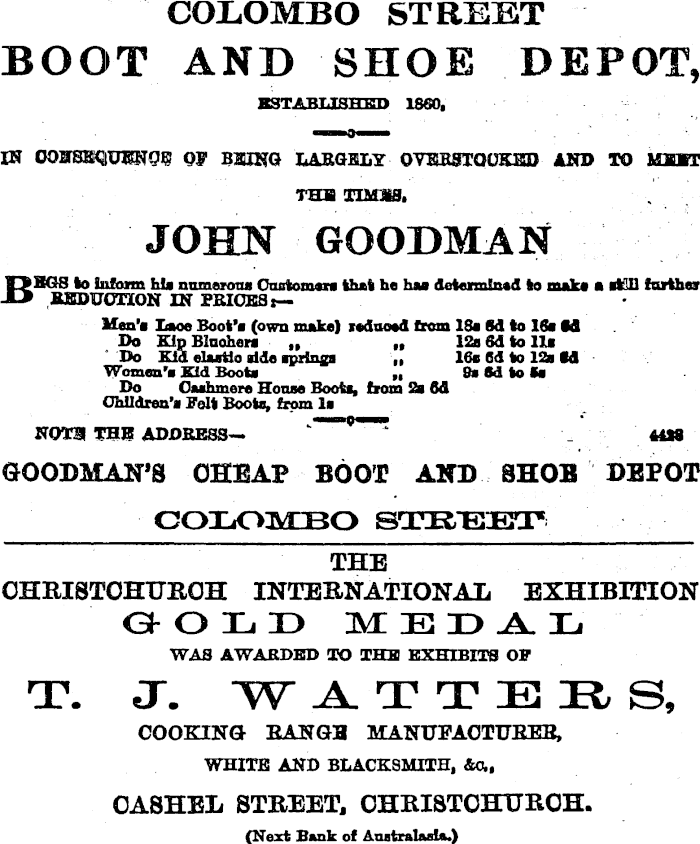 COLOMBO STREET
BOOT AND SHOE DEPOT,
ESTABLISHED 1860,
IN CONSEQUENCE OF BEING LARGELY OVERSTOCKED AND TO MEET
THE TIMES.
JOHN GOODMAN
BEGS to inform his numerous Customers that he has determined to make a still further
REDUCTION IN PRICES:—
Men's Lace Boot's (own make) reduced from 18s 6d to 16s 6d
Do Kip Bluchers „ „ 12s 6d to 11s
Do Kid elastic side springs „ 16s 6d to 12s 6d
Women's Kid Boots „ 9s 6d to 5s
Do Cashmere House Boots, from 2s 6d
Children's Felt Boots, from 1s
NOTE THE ADDRESS— 4428
GOODMAN'S CHEAP BOOT AND SHOE DEPOT
COLOMBO STREET
THE
CHRISTCHURCH INTERNATIONAL EXHIBITION
GOLD MEDAL
WAS AWARDED TO THE EXHIBITS OF
T. J. WATTERS,
COOKING RANGE MANUFACTURER,
WHITE AND BLACKSMITH, &c.,
CASHEL STREET, CHRISTCHURCH.
(Next Bank of Australasia.)